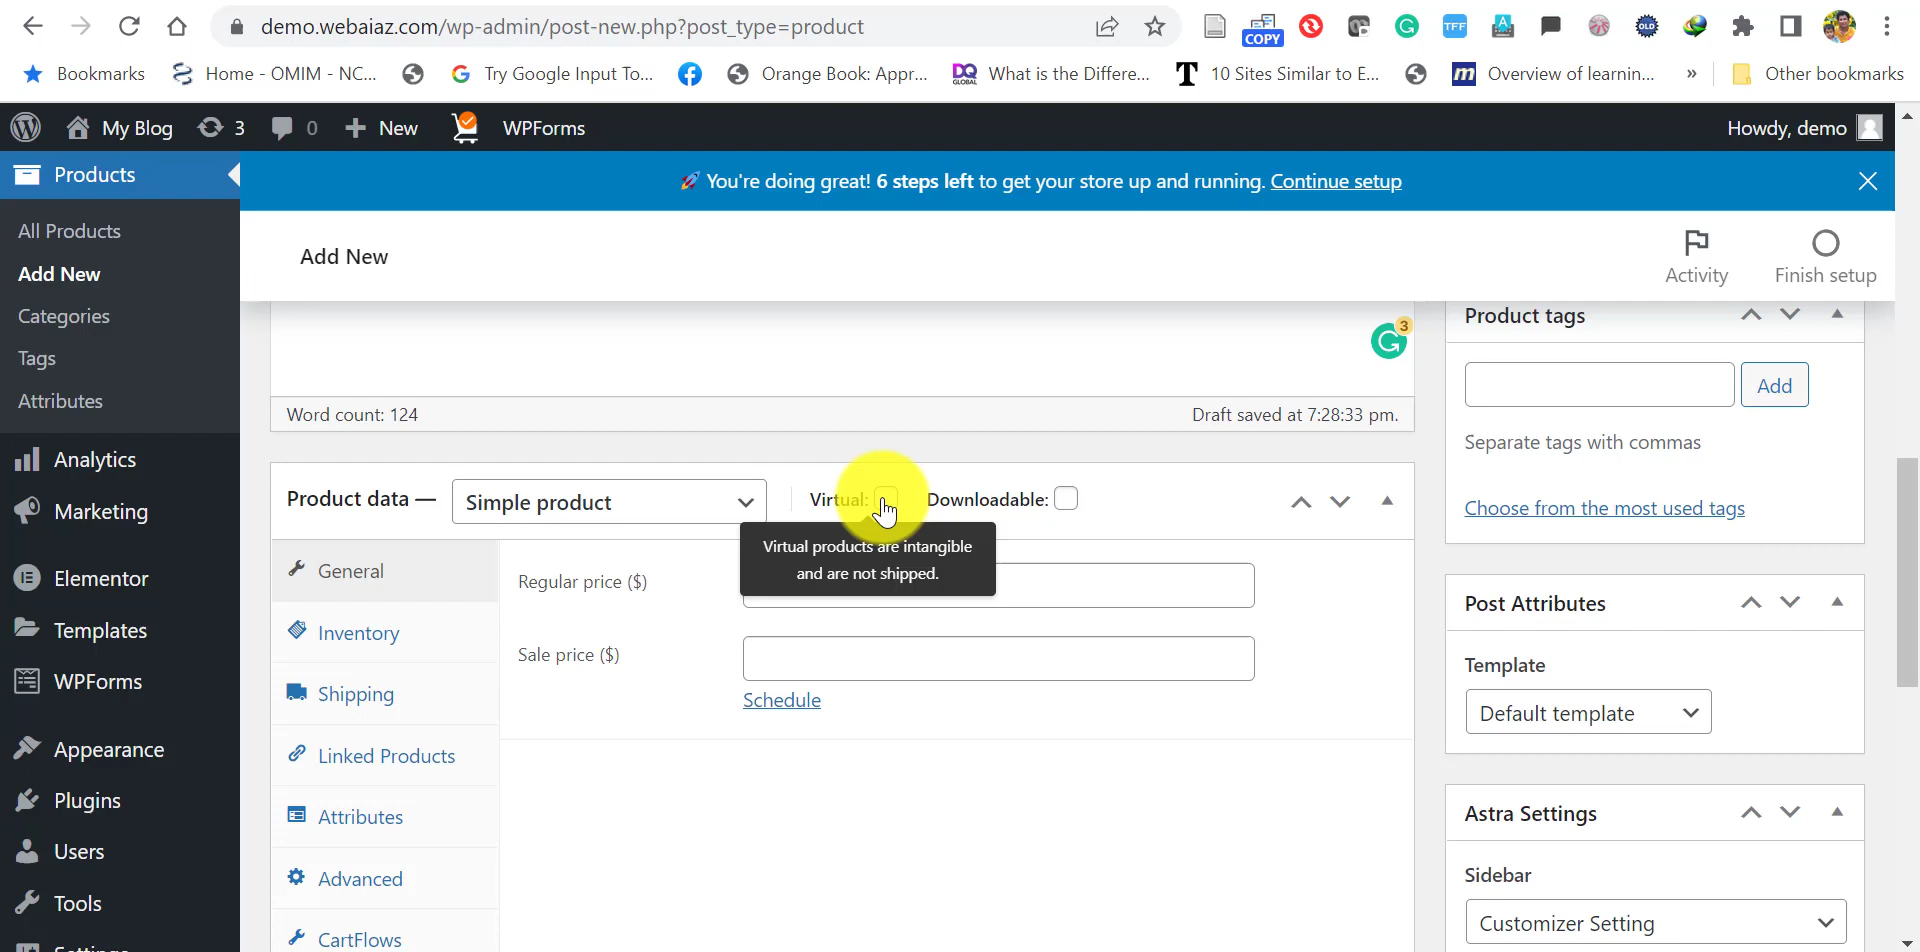 demo.webaiaz.com/wp-admin/post-new.php?post_type=product
COPY
TFF
A
OLD
Bookmarks
Home - OMIM - NC...
G
Try Google Input To...
Orange Book: Appr...
DQ
GLOBAL
What is the Differe...
T
10 Sites Similar to E...
m
Overview of learnin...
»
Other bookmarks
My Blog
3
0
New
WPForms
Howdy, demo
Products
🚀 You're doing great! 6 steps left to get your store up and running. Continue setup
All Products
Add New
Categories
Tags
Attributes
Analytics
Marketing
Elementor
Templates
WPForms
Appearance
Plugins
Users
Tools
Add New
Activity
Finish setup
3
Word count: 124
Draft saved at 7:28:33 pm.
Product data —
Simple product
Virtual:
Downloadable:
Virtual products are intangible
and are not shipped.
General
Inventory
Shipping
Linked Products
Attributes
Advanced
CartFlows
Regular price ($)
Sale price ($)
Schedule
Product tags
Add
Separate tags with commas
Choose from the most used tags
Post Attributes
Template
Default template
Astra Settings
Sidebar
Customizer Setting